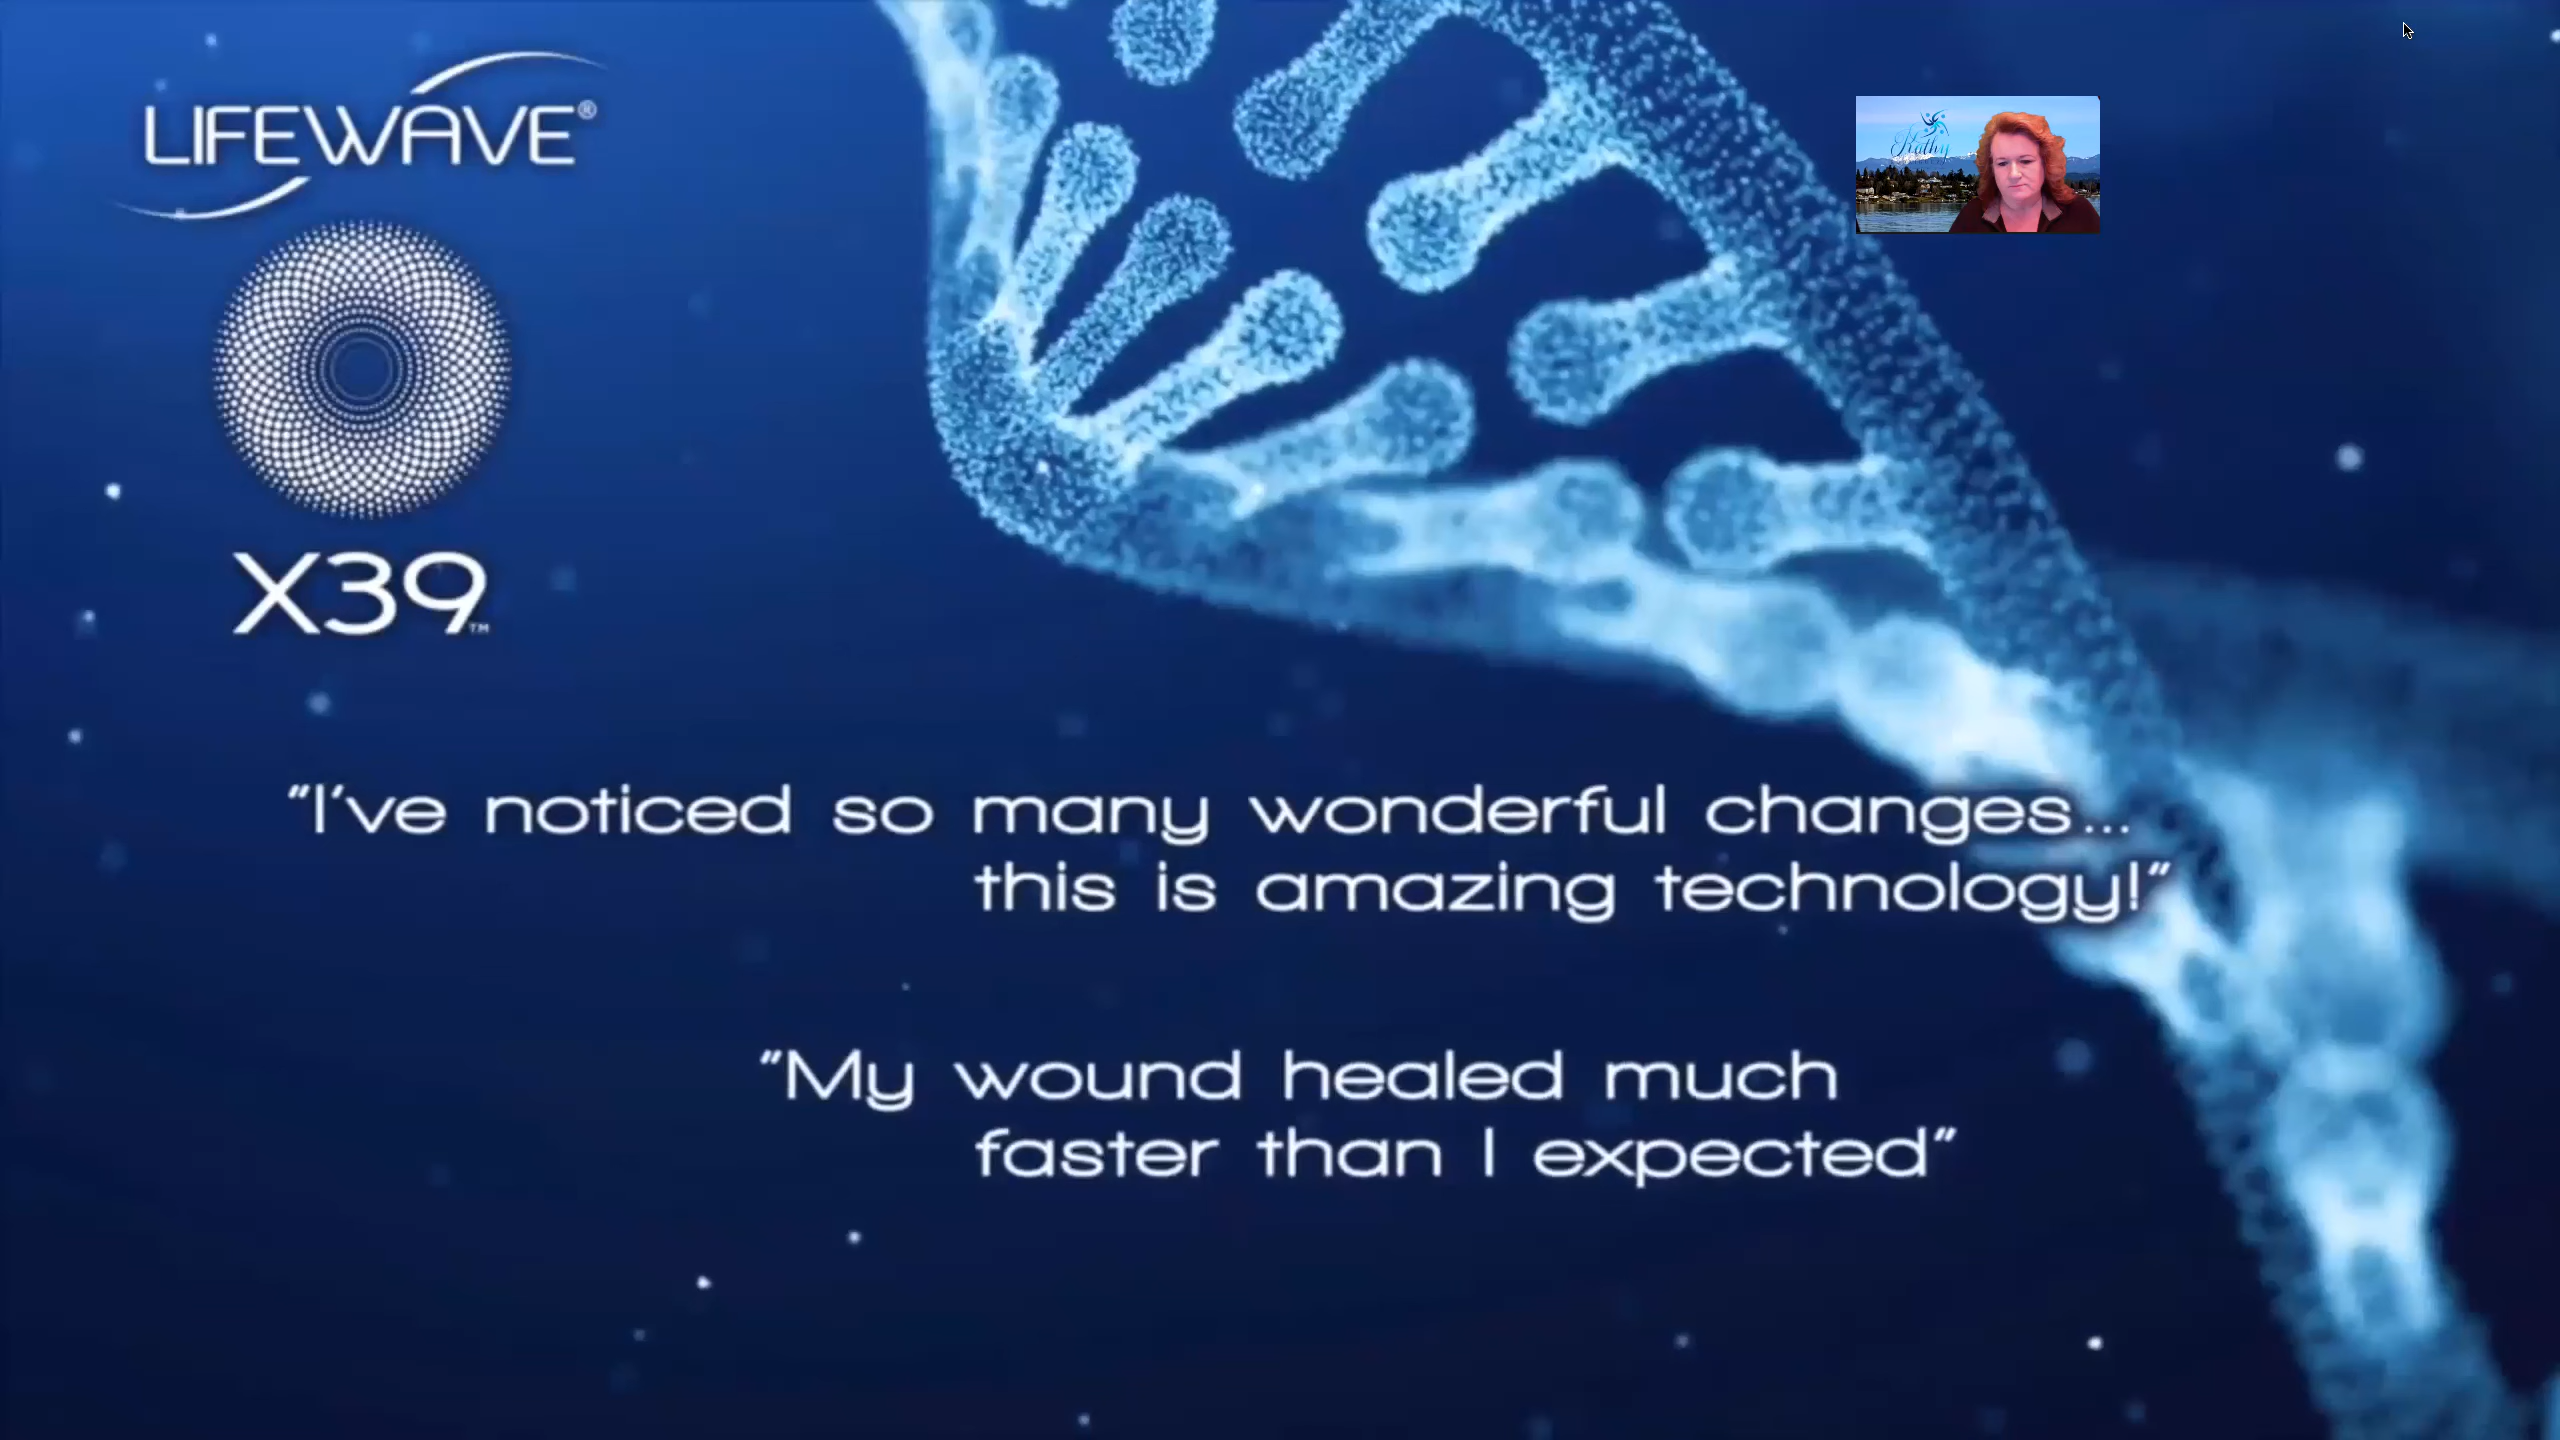 LIFEWAVE®
Kathy
X39™
"I've noticed so many wonderful changes...
this is amazing technology!"
"My wound healed much
faster than I expected"